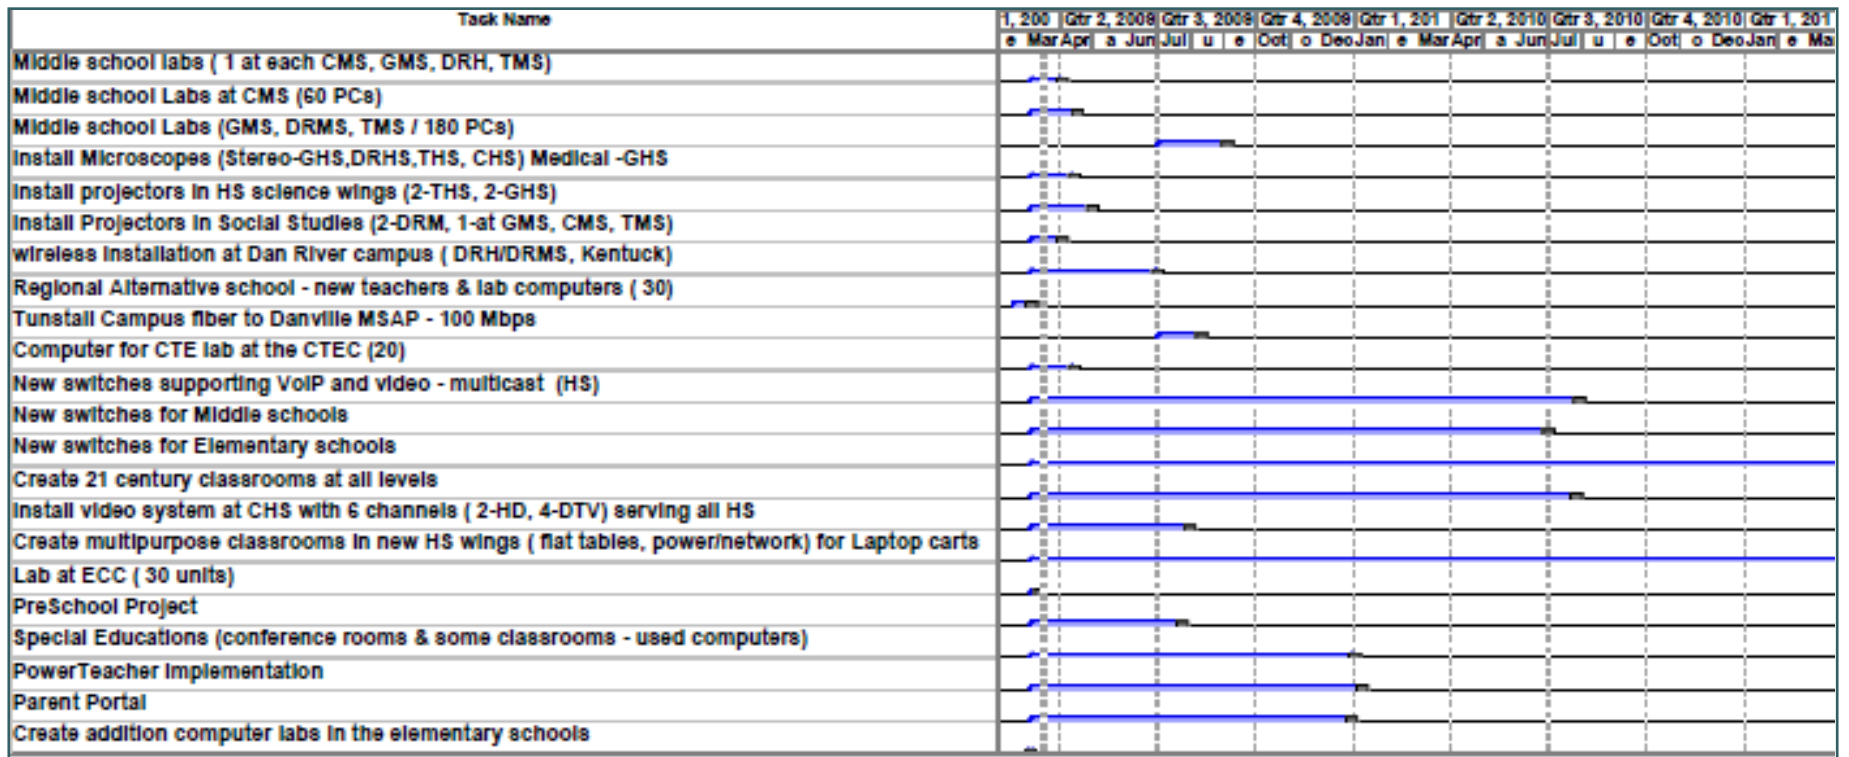 Task Name
1, 200 Qtr 2, 2009 Qtr 3, 2009 Qtr 4, 2009 Qtr 1, 201 Qtr 2, 2010 Qtr 3, 2010 Qtr 4, 2010 Qtr 1, 201
e Mar Apr a Jun Jul u e Oct o Dec Jan e Mar Apr a Jun Jul u e Oct o Dec Jan e Ma
Middle school labs ( 1 at each CMS, GMS, DRH, TMS)
Middle school Labs at CMS (60 PCs)
Middle school Labs (GMS, DRMS, TMS / 180 PCs)
Install Microscopes (Stereo-GHS,DRHS,THS, CHS) Medical -GHS
Install projectors in HS science wings (2-THS, 2-GHS)
Install Projectors in Social Studies (2-DRM, 1-at GMS, CMS, TMS)
wireless installation at Dan River campus ( DRH/DRMS, Kentuck)
Regional Alternative school - new teachers & lab computers ( 30)
Tunstall Campus fiber to Danville MSAP - 100 Mbps
Computer for CTE lab at the CTEC (20)
New switches supporting VoIP and video - multicast (HS)
New switches for Middle schools
New switches for Elementary schools
Create 21 century classrooms at all levels
Install video system at CHS with 6 channels ( 2-HD, 4-DTV) serving all HS
Create multipurpose classrooms in new HS wings ( flat tables, power/network) for Laptop carts
Lab at ECC ( 30 units)
PreSchool Project
Special Educations (conference rooms & some classrooms - used computers)
PowerTeacher Implementation
Parent Portal
Create addition computer labs in the elementary schools